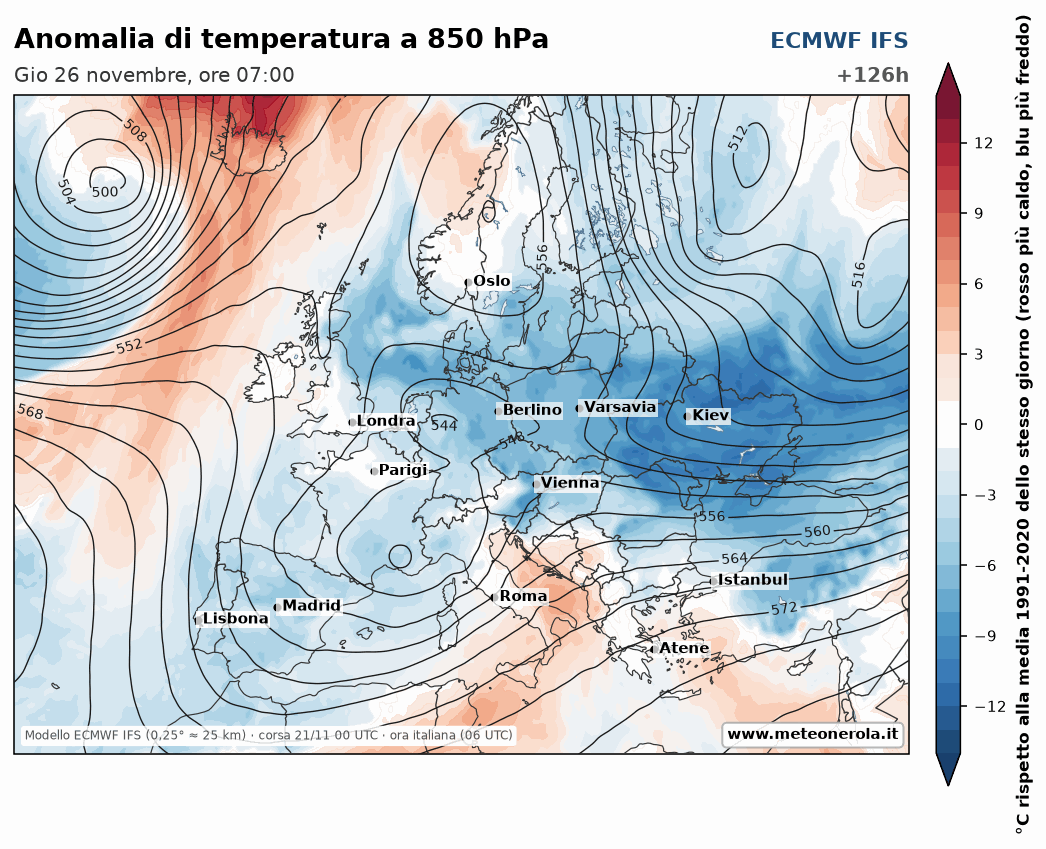 Anomalia di temperatura a 850 hPa
ECMWF IFS
Gio 26 novembre, ore 07:00
+126h
508
504
500
512
516
556
552
568
Oslo
Londra
544
Berlino
Varsavia
Kiev
548
Parigi
Vienna
556
560
564
Istanbul
572
Roma
Madrid
Lisbona
Atene
Modello ECMWF IFS (0,25° ≈ 25 km) · corsa 21/11 00 UTC · ora italiana (06 UTC)
www.meteonerola.it
12
9
6
3
0
−3
−6
−9
−12
°C rispetto alla media 1991-2020 dello stesso giorno (rosso più caldo, blu più freddo)